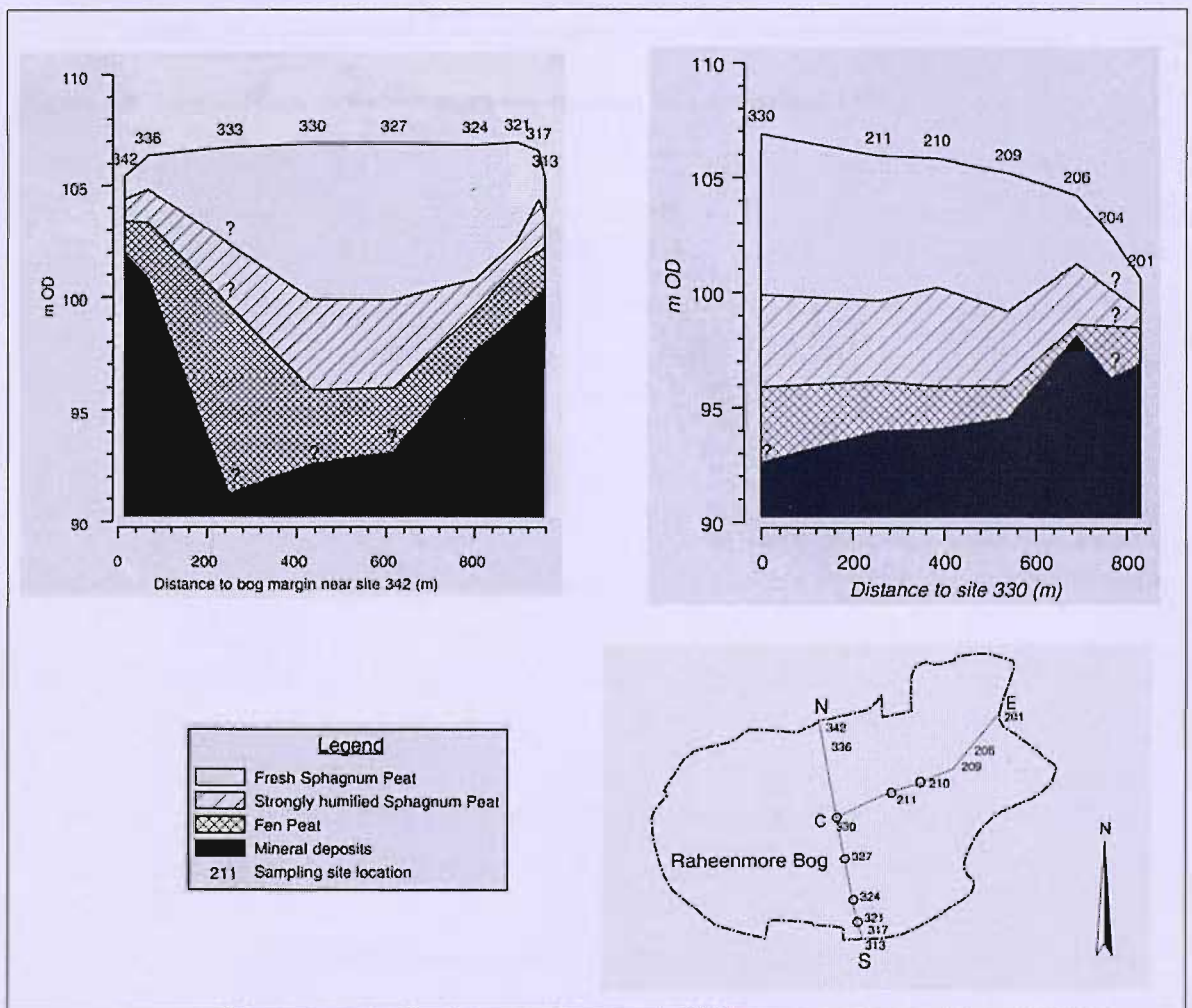 110
105
100
95
90
m OD
342
336
333
330
327
324
321
317
313
?
?
?
?
?
0 200 400 600 800
Distance to bog margin near site 342 (m)
110
105
100
95
90
m OD
330
211
210
209
206
204
201
?
?
?
?
0 200 400 600 800
Distance to site 330 (m)
Legend
Fresh Sphagnum Peat
Strongly humified Sphagnum Peat
Fen Peat
Mineral deposits
211 Sampling site location
N
342
336
E
201
209
210
211
C
330
Raheenmore Bog
327
324
321
317
313
S
N